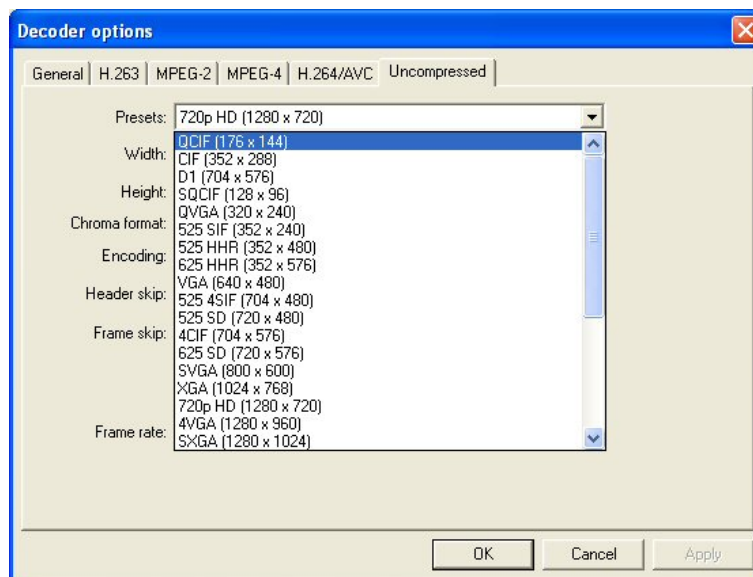 Decoder options
General H.263 MPEG-2 MPEG-4 H.264/AVC Uncompressed
Presets: 720p HD (1280 x 720)
QCIF (176 x 144)
Width:
CIF (352 x 288)
D1 (704 x 576)
Height:
SQCIF (128 x 96)
QVGA (320 x 240)
Chroma format:
525 SIF (352 x 240)
525 HHR (352 x 480)
Encoding:
625 HHR (352 x 576)
VGA (640 x 480)
Header skip:
525 4SIF (704 x 480)
525 SD (720 x 480)
Frame skip:
4CIF (704 x 576)
625 SD (720 x 576)
SVGA (800 x 600)
XGA (1024 x 768)
720p HD (1280 x 720)
4VGA (1280 x 960)
Frame rate:
SXGA (1280 x 1024)
OK Cancel Apply